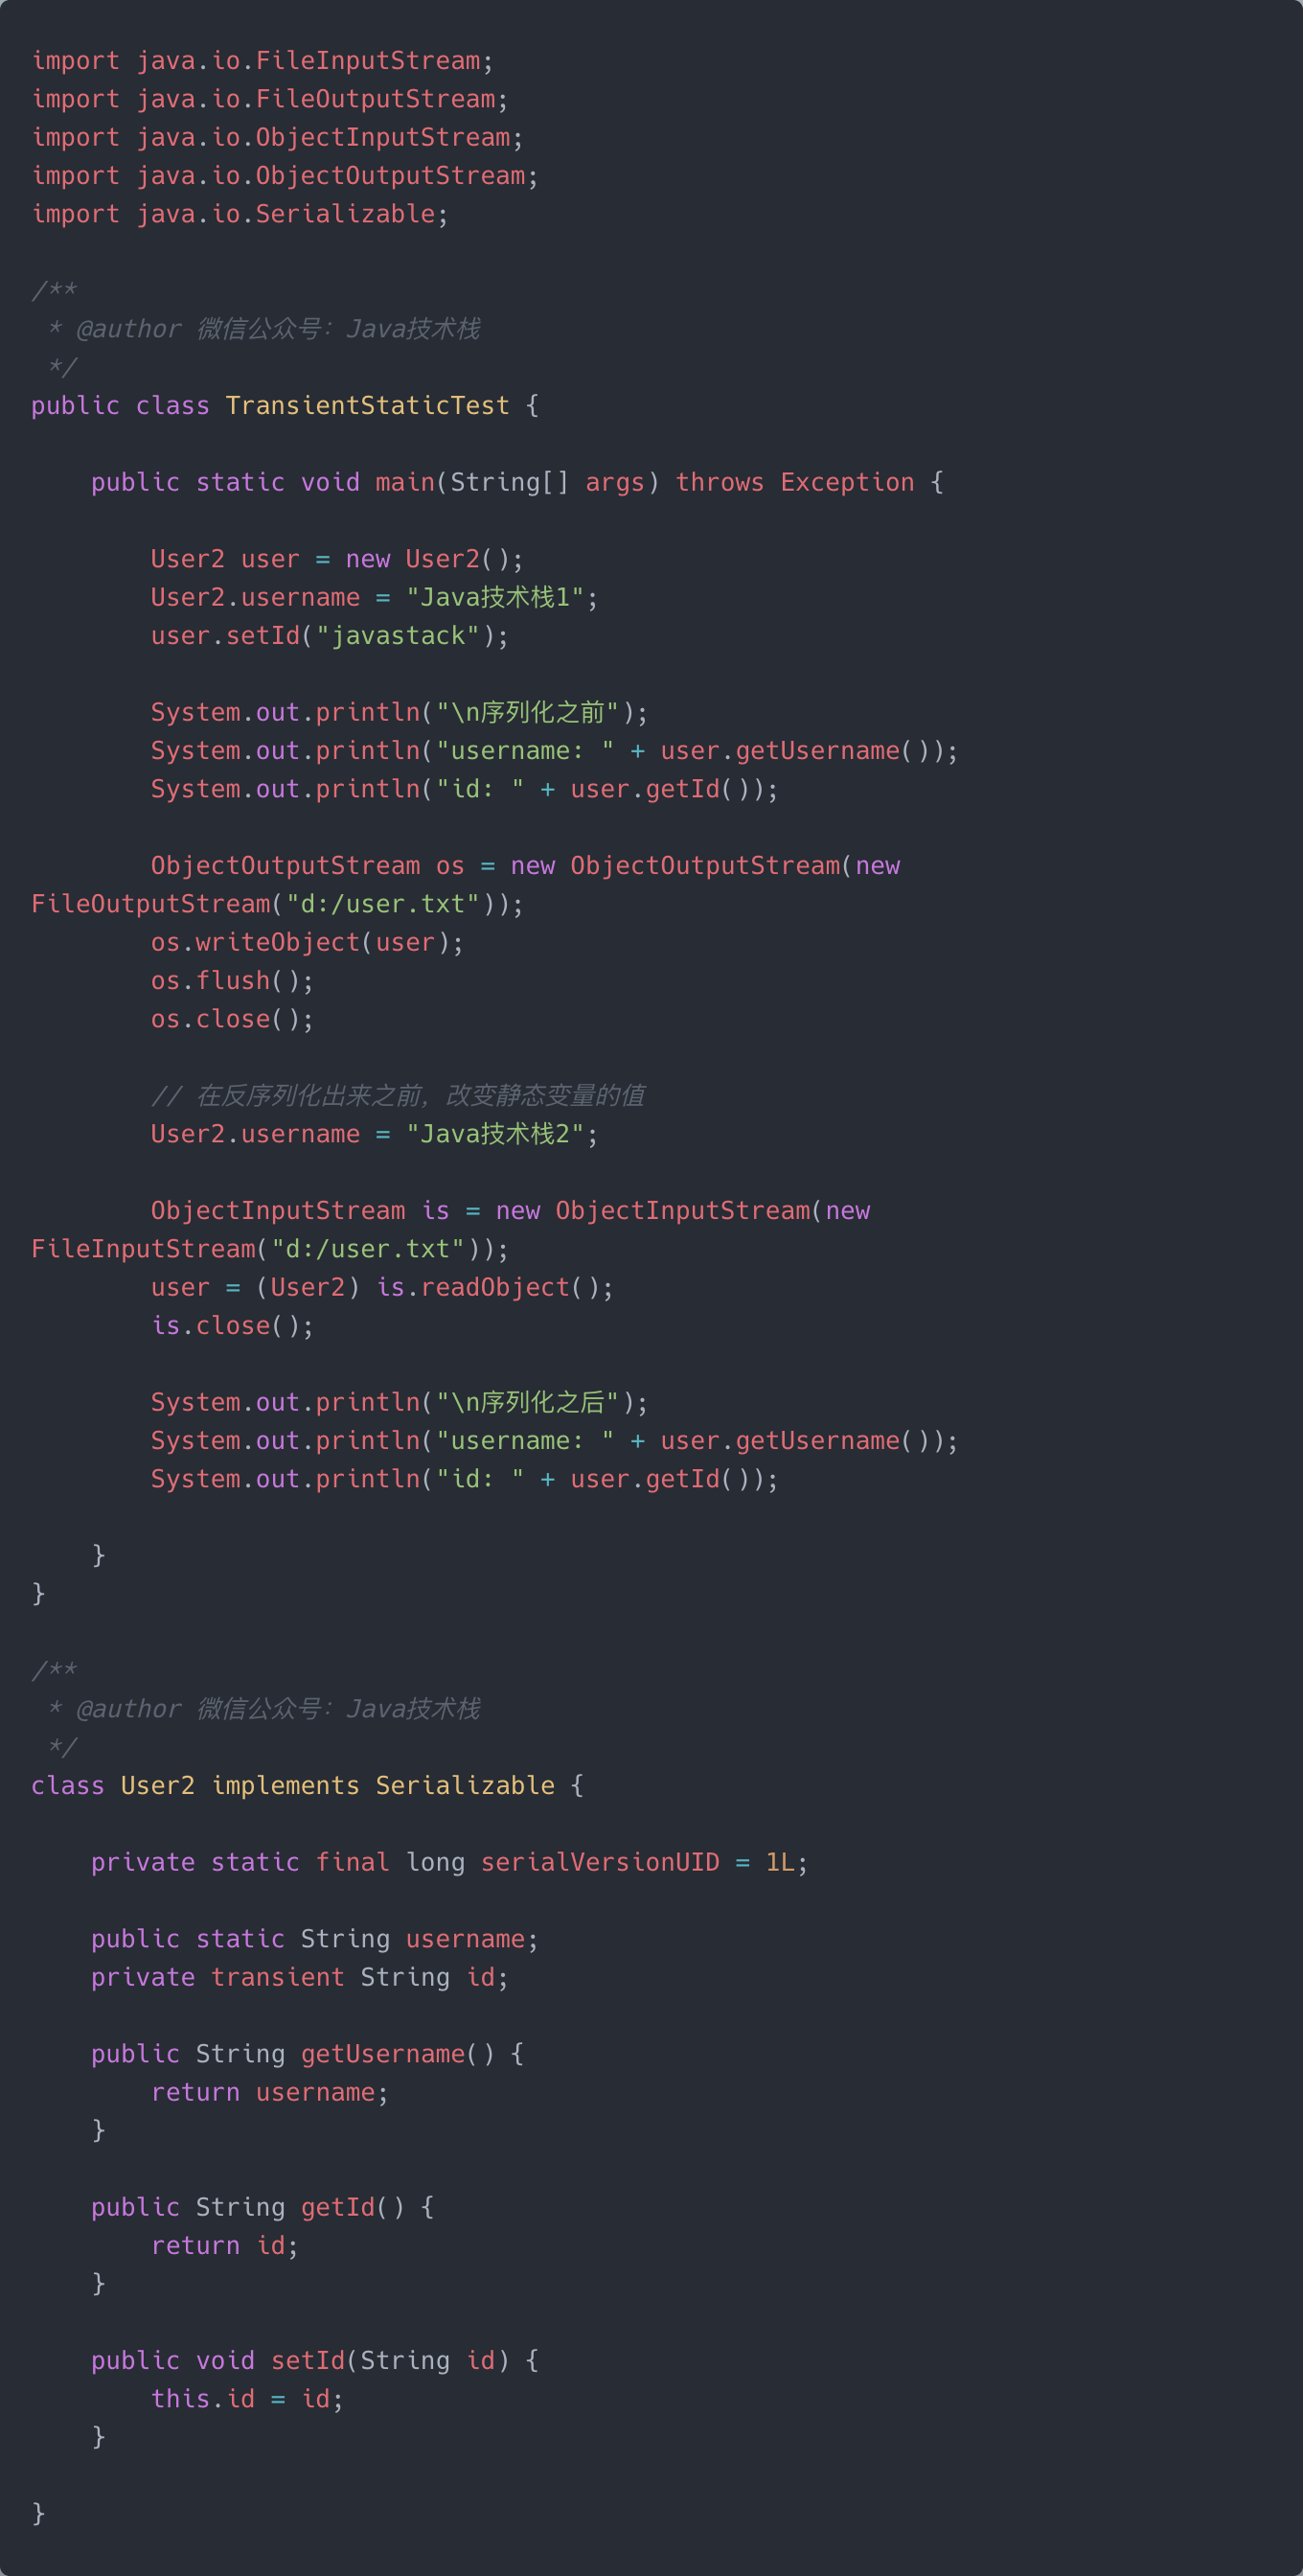 import java.io.FileInputStream;
import java.io.FileOutputStream;
import java.io.ObjectInputStream;
import java.io.ObjectOutputStream;
import java.io.Serializable;

/**
 * @author 微信公众号：Java技术栈
 */
public class TransientStaticTest {

    public static void main(String[] args) throws Exception {

        User2 user = new User2();
        User2.username = "Java技术栈1";
        user.setId("javastack");

        System.out.println("\n序列化之前");
        System.out.println("username: " + user.getUsername());
        System.out.println("id: " + user.getId());

        ObjectOutputStream os = new ObjectOutputStream(new
FileOutputStream("d:/user.txt"));
        os.writeObject(user);
        os.flush();
        os.close();

        // 在反序列化出来之前，改变静态变量的值
        User2.username = "Java技术栈2";

        ObjectInputStream is = new ObjectInputStream(new
FileInputStream("d:/user.txt"));
        user = (User2) is.readObject();
        is.close();

        System.out.println("\n序列化之后");
        System.out.println("username: " + user.getUsername());
        System.out.println("id: " + user.getId());

    }
}

/**
 * @author 微信公众号：Java技术栈
 */
class User2 implements Serializable {

    private static final long serialVersionUID = 1L;

    public static String username;
    private transient String id;

    public String getUsername() {
        return username;
    }

    public String getId() {
        return id;
    }

    public void setId(String id) {
        this.id = id;
    }

}